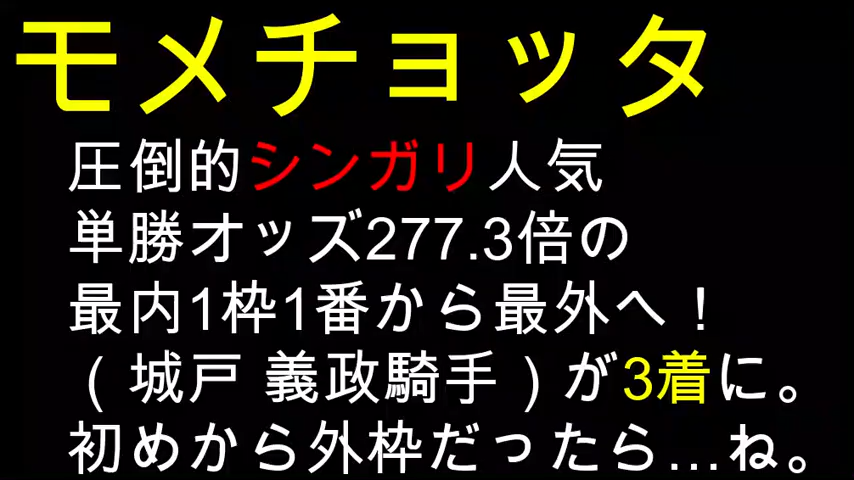 モメチョッタ
圧倒的シンガリ人気
単勝オッズ277.3倍の
最内1枠1番から最外へ！
（城戸 義政騎手）が3着に。
初めから外枠だったら…ね。